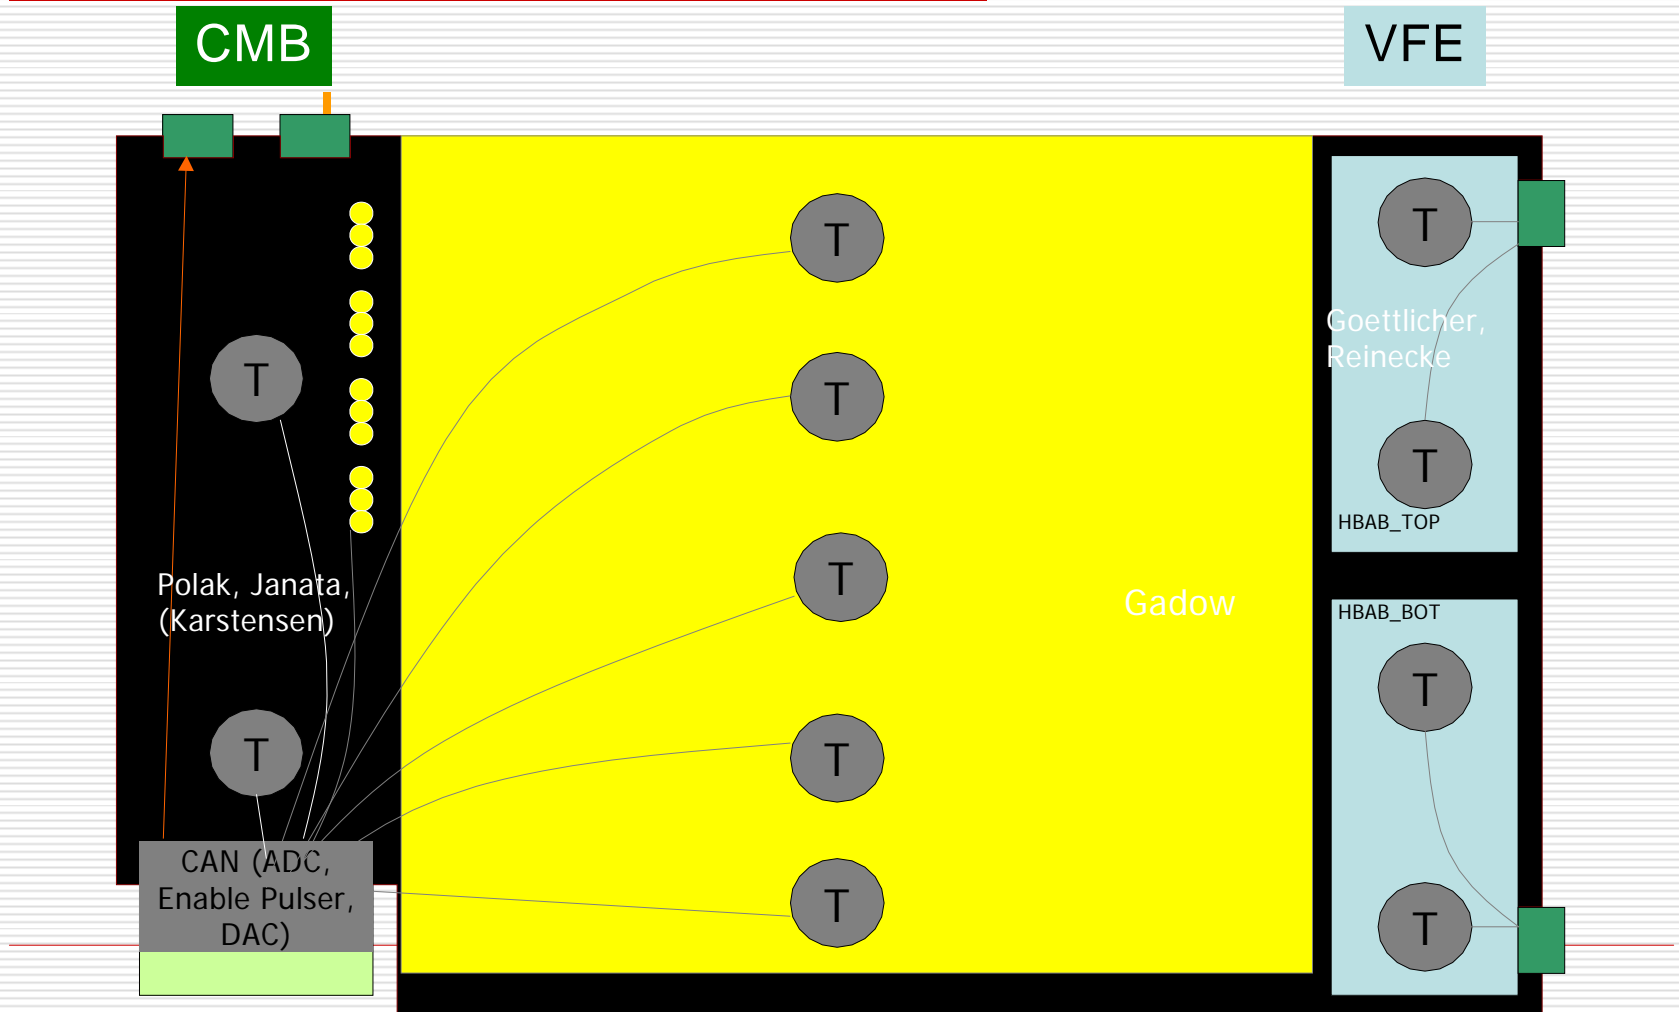 CMB
VFE
T
T
T
Goettlicher,
Reinecke
T
T
T
HBAB_TOP
T
Polak, Janata,
(Karstensen)
Gadow
HBAB_BOT
T
T
T
CAN (ADC,
Enable Pulser,
DAC)
T
T